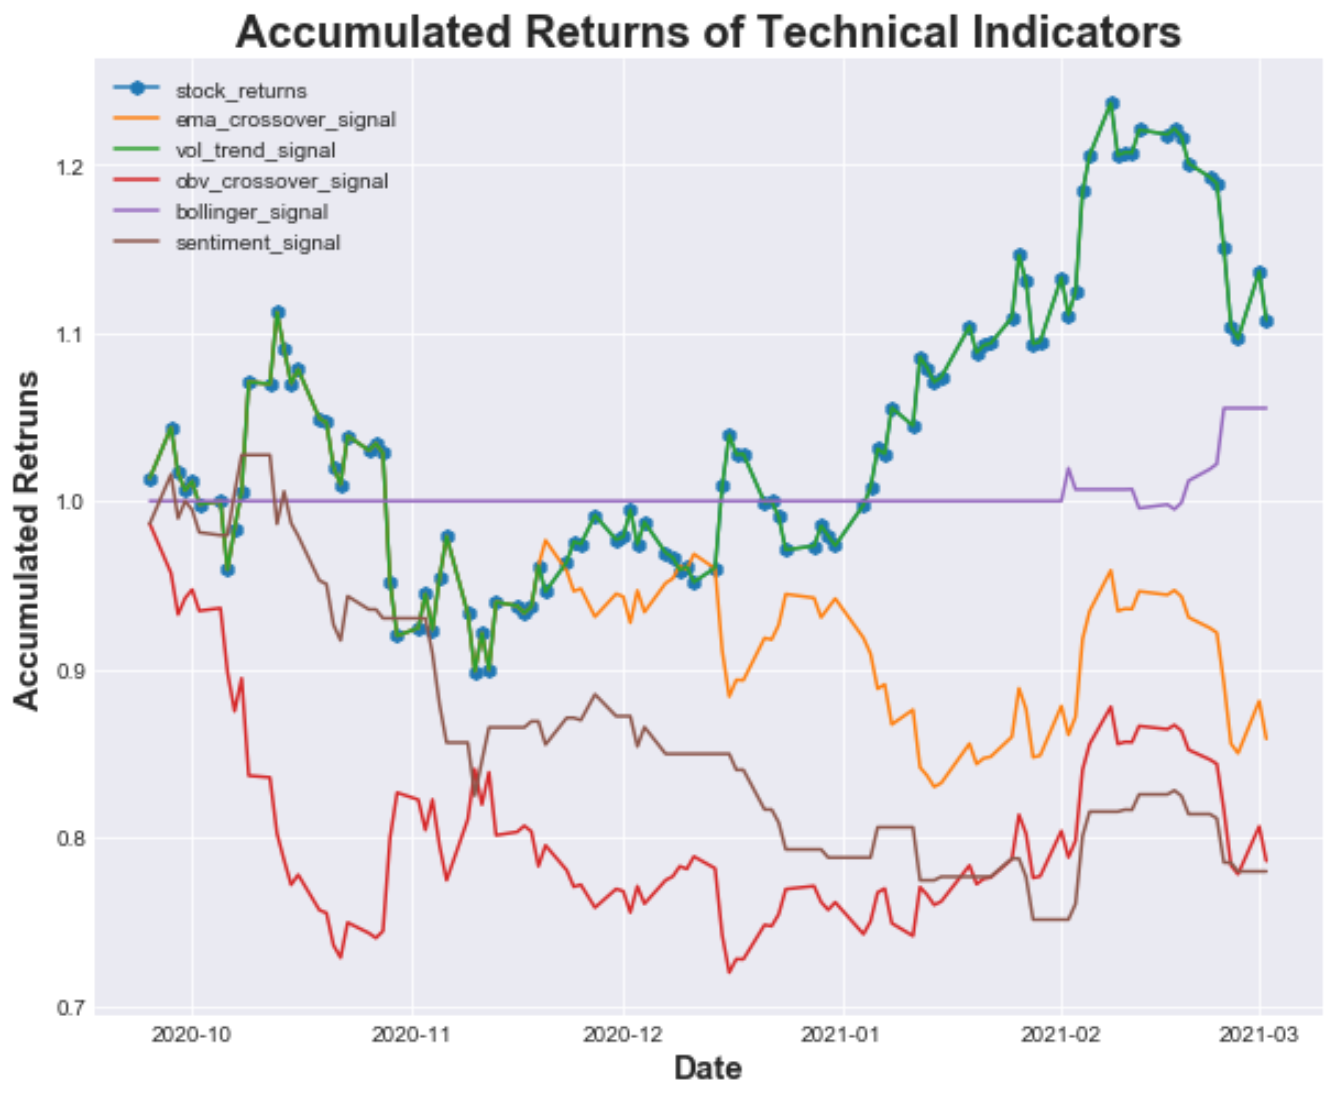 Accumulated Returns of Technical Indicators
stock_returns
ema_crossover_signal
vol_trend_signal
obv_crossover_signal
bollinger_signal
sentiment_signal
Accumulated Retruns
1.2
1.1
1.0
0.9
0.8
0.7
2020-10 2020-11 2020-12 2021-01 2021-02 2021-03
Date